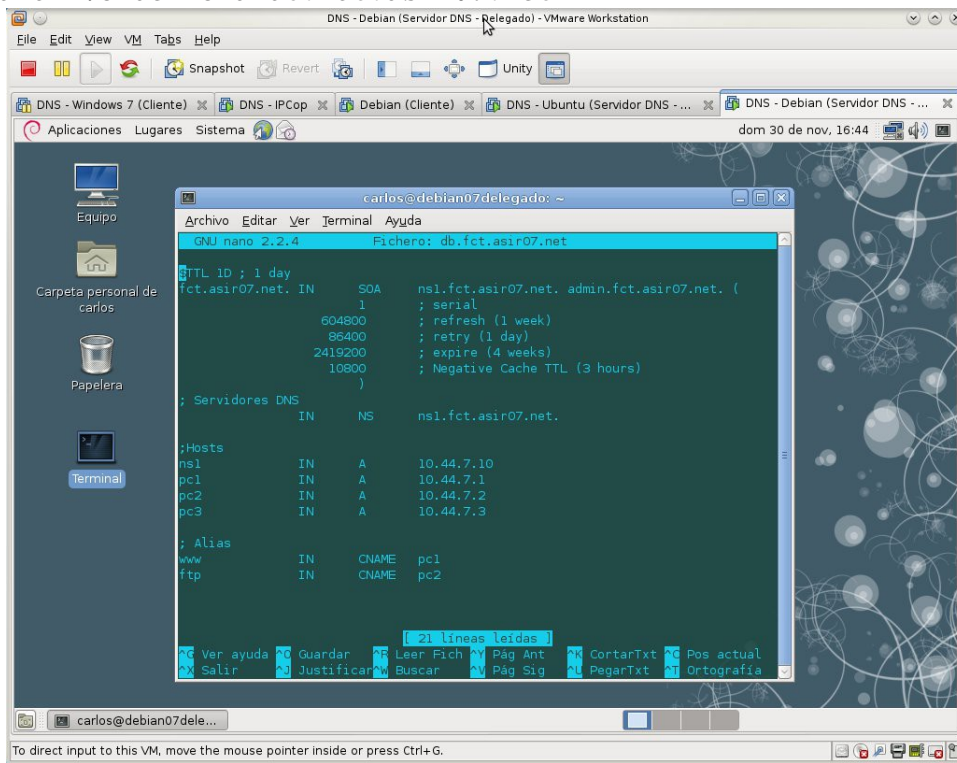 DNS - Debian (Servidor DNS - Delegado) - VMware Workstation
File Edit View VM Tabs Help
Snapshot Revert Unity
DNS - Windows 7 (Cliente) DNS - IPCop Debian (Cliente) DNS - Ubuntu (Servidor DNS - ... DNS - Debian (Servidor DNS - ...
Aplicaciones Lugares Sistema dom 30 de nov, 16:44
Equipo
Carpeta personal de carlos
Papelera
Terminal
carlos@debian07delegado: ~
Archivo Editar Ver Terminal Ayuda
GNU nano 2.2.4 Fichero: db.fct.asir07.net
$TTL 1D ; 1 day
fct.asir07.net. IN SOA ns1.fct.asir07.net. admin.fct.asir07.net. (
1 ; serial
604800 ; refresh (1 week)
86400 ; retry (1 day)
2419200 ; expire (4 weeks)
10800 ; Negative Cache TTL (3 hours)
)
; Servidores DNS
IN NS ns1.fct.asir07.net.
;Hosts
ns1 IN A 10.44.7.10
pc1 IN A 10.44.7.1
pc2 IN A 10.44.7.2
pc3 IN A 10.44.7.3
; Alias
www IN CNAME pc1
ftp IN CNAME pc2
[ 21 líneas leídas ]
^G Ver ayuda ^O Guardar ^R Leer Fich ^Y Pág Ant ^K CortarTxt ^C Pos actual
^X Salir ^J Justificar ^W Buscar ^V Pág Sig ^U PegarTxt ^T Ortografía
carlos@debian07dele...
To direct input to this VM, move the mouse pointer inside or press Ctrl+G.